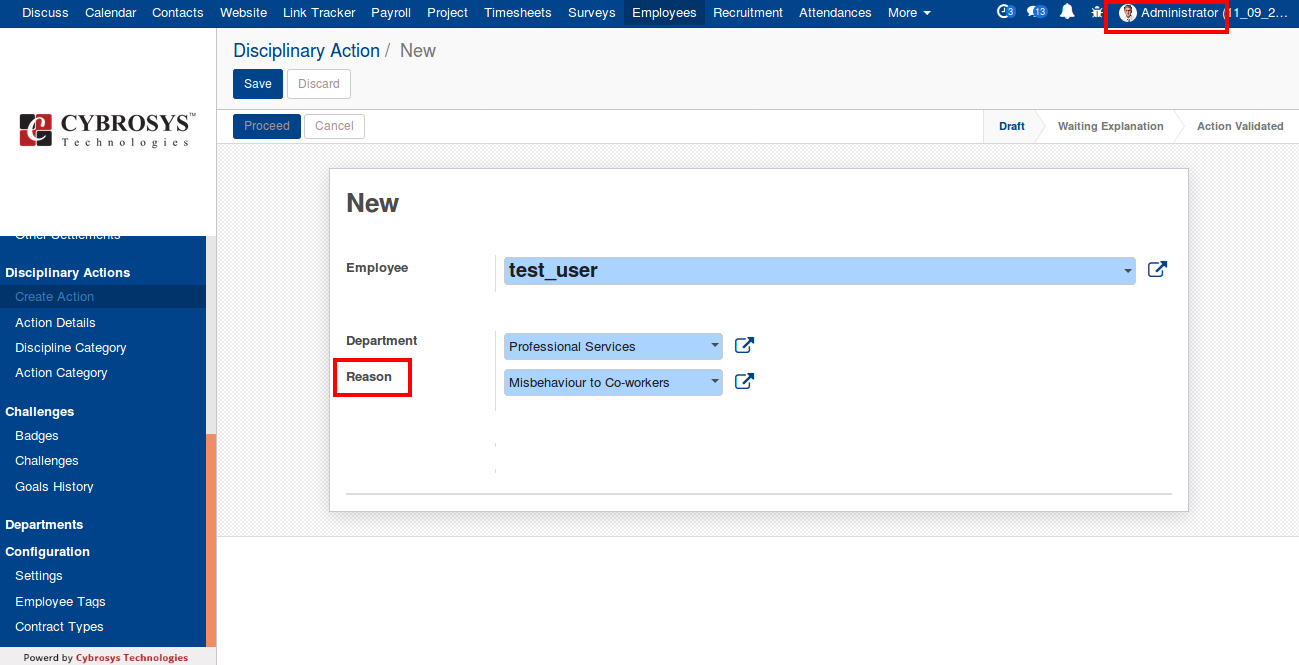 Discuss Calendar Contacts Website Link Tracker Payroll Project Timesheets Surveys Employees Recruitment Attendances More 3 13 Administrator (11_09_2...
Disciplinary Action / New
Save Discard
Proceed Cancel Draft Waiting Explanation Action Validated
CYBROSYS™
Technologies
New
Employee test_user
Department Professional Services
Reason Misbehaviour to Co-workers
Other Settlements
Disciplinary Actions
Create Action
Action Details
Discipline Category
Action Category
Challenges
Badges
Challenges
Goals History
Departments
Configuration
Settings
Employee Tags
Contract Types
Powerd by Cybrosys Technologies